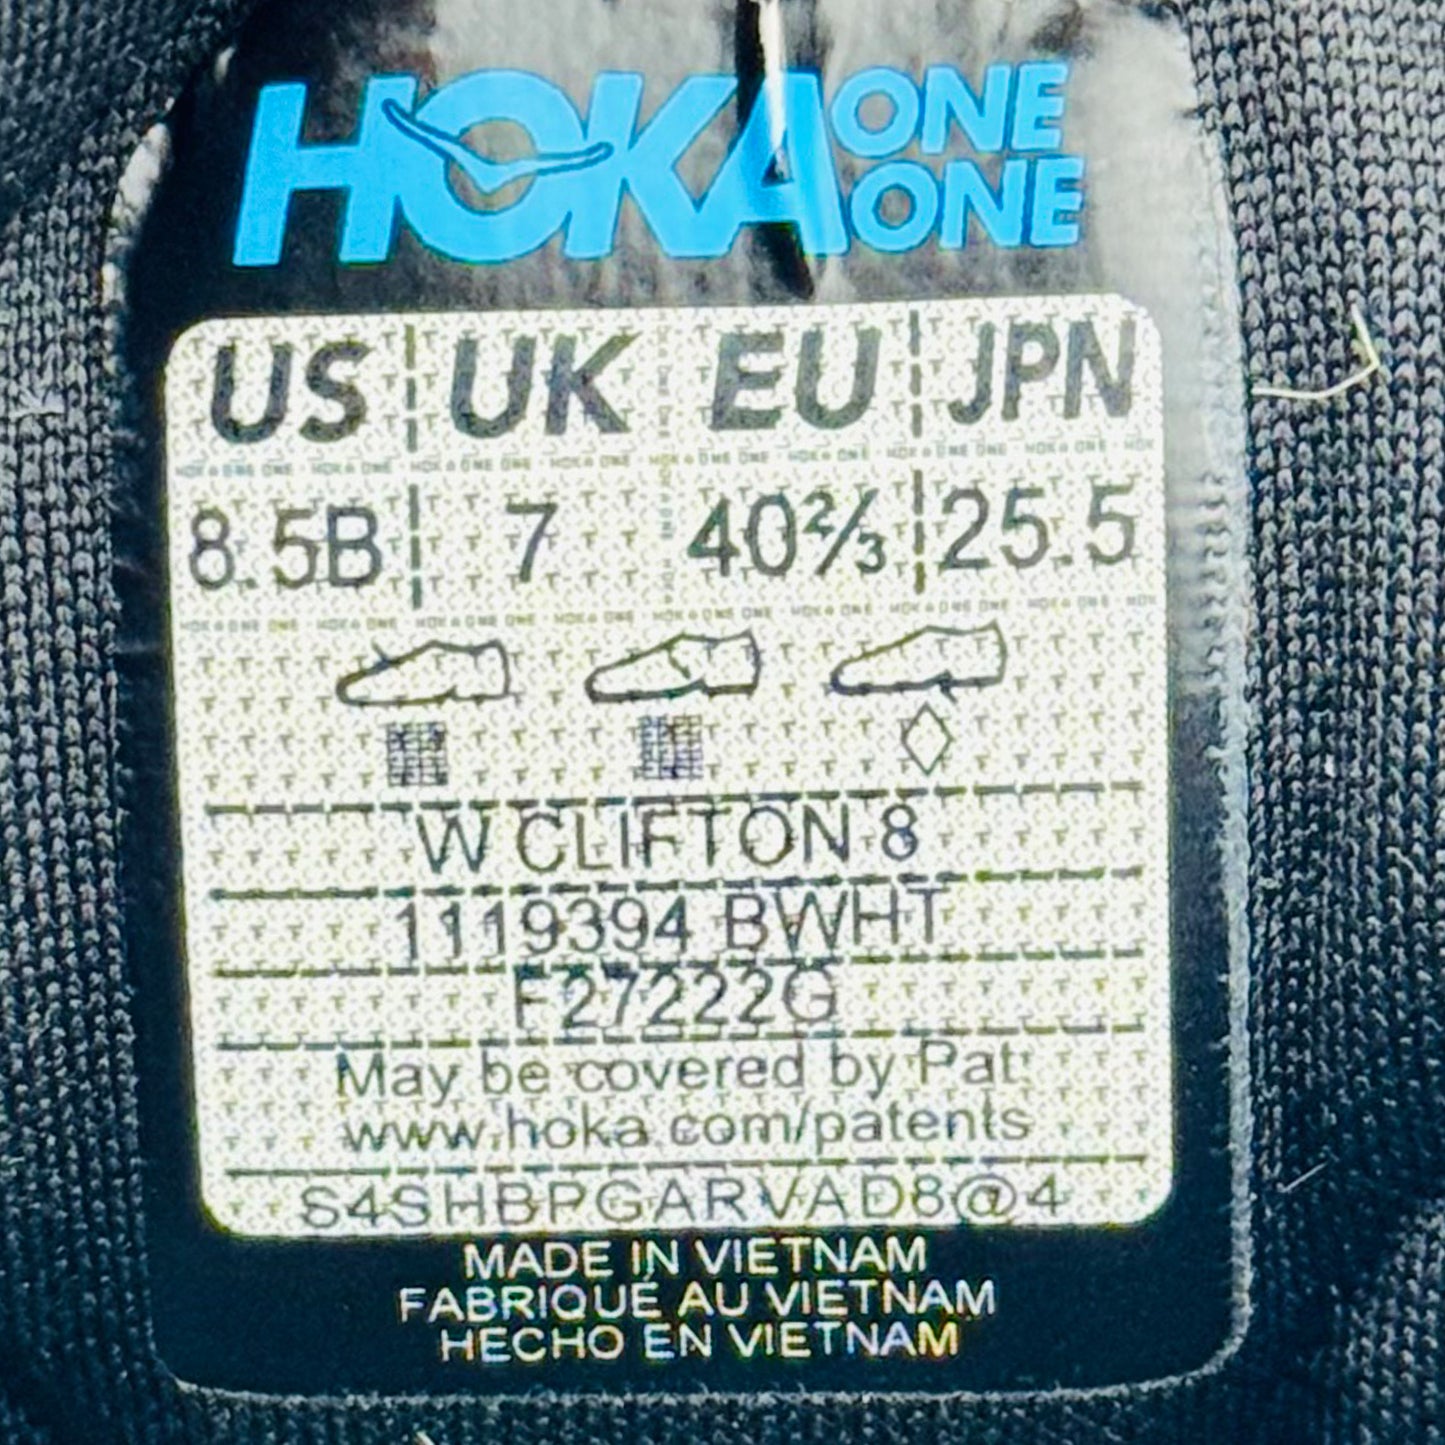 HOKA ONE ONE
US UK EU JPN
8.5B 7 40⅔ 25.5
W CLIFTON 8
1119394 BWHT
F27222G
May be covered by Pat:
www.hoka.com/patents
S4SHBPGARVAD8@4
MADE IN VIETNAM
FABRIQUÉ AU VIETNAM
HECHO EN VIETNAM